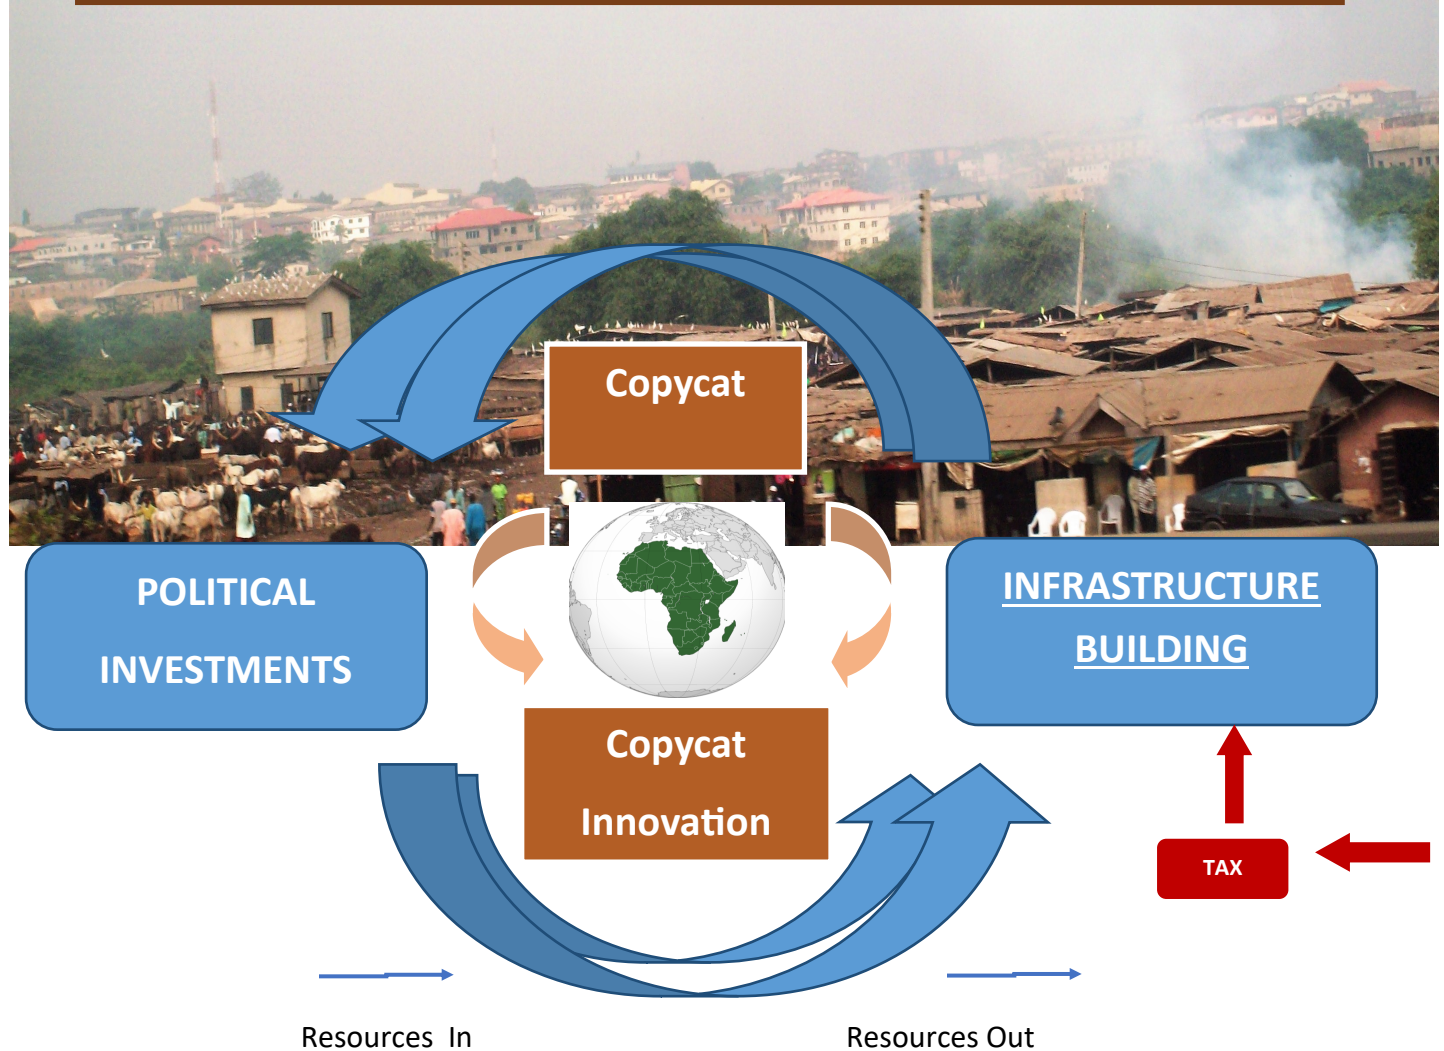 Copycat
POLITICAL
INVESTMENTS
INFRASTRUCTURE
BUILDING
Copycat
Innovation
TAX
Resources In
Resources Out